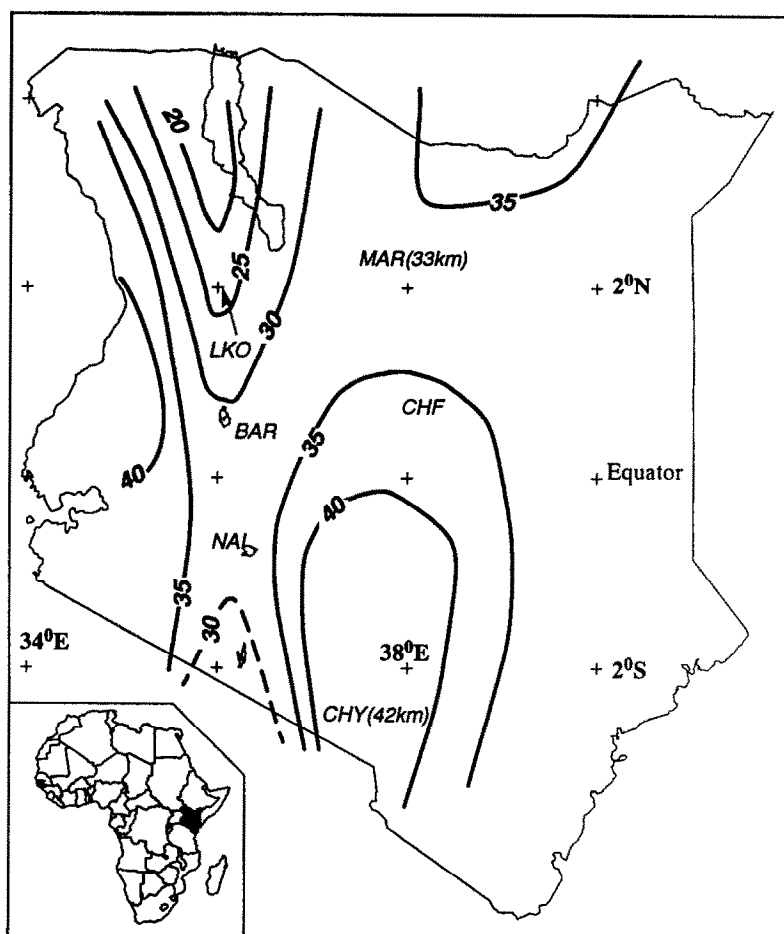 20
35
MAR(33km)
25
2⁰N
30
LKO
CHF
BAR
35
40
Equator
40
NAI
35
30
34⁰E
38⁰E
2⁰S
CHY(42km)